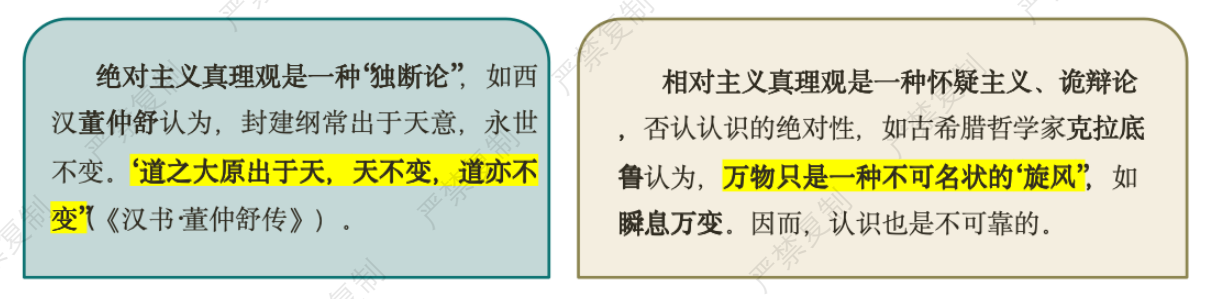 绝对主义真理观是一种“独断论”，如西
汉董仲舒认为，封建纲常出于天意，永世
不变。“道之大原出于天，天不变，道亦不
变”（《汉书·董仲舒传》）。
相对主义真理观是一种怀疑主义、诡辩论
，否认认识的绝对性，如古希腊哲学家克拉底
鲁认为，万物只是一种不可名状的“旋风”，如
瞬息万变。因而，认识也是不可靠的。
严禁复制
严禁复制
严禁复制
严禁复制
严禁复制
严禁复制